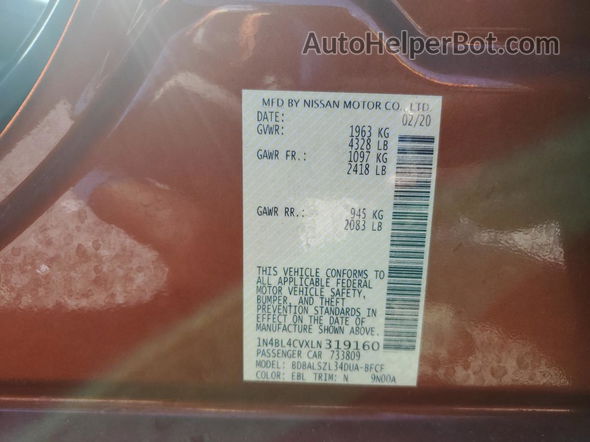 AutoHelperBot.com
MFD BY NISSAN MOTOR CO., LTD.
DATE: 02/20
GVWR: 1963 KG
4328 LB
GAWR FR.: 1097 KG
2418 LB
GAWR RR.: 945 KG
2083 LB
THIS VEHICLE CONFORMS TO
ALL APPLICABLE FEDERAL
MOTOR VEHICLE SAFETY,
BUMPER, AND THEFT
PREVENTION STANDARDS IN
EFFECT ON THE DATE OF
MANUFACTURE SHOWN ABOVE.
1N4BL4CVXLN319160
PASSENGER CAR 733809
MODEL: BDBALSZL34DUA-BFCF
COLOR: EBL TRIM: N 9N00A